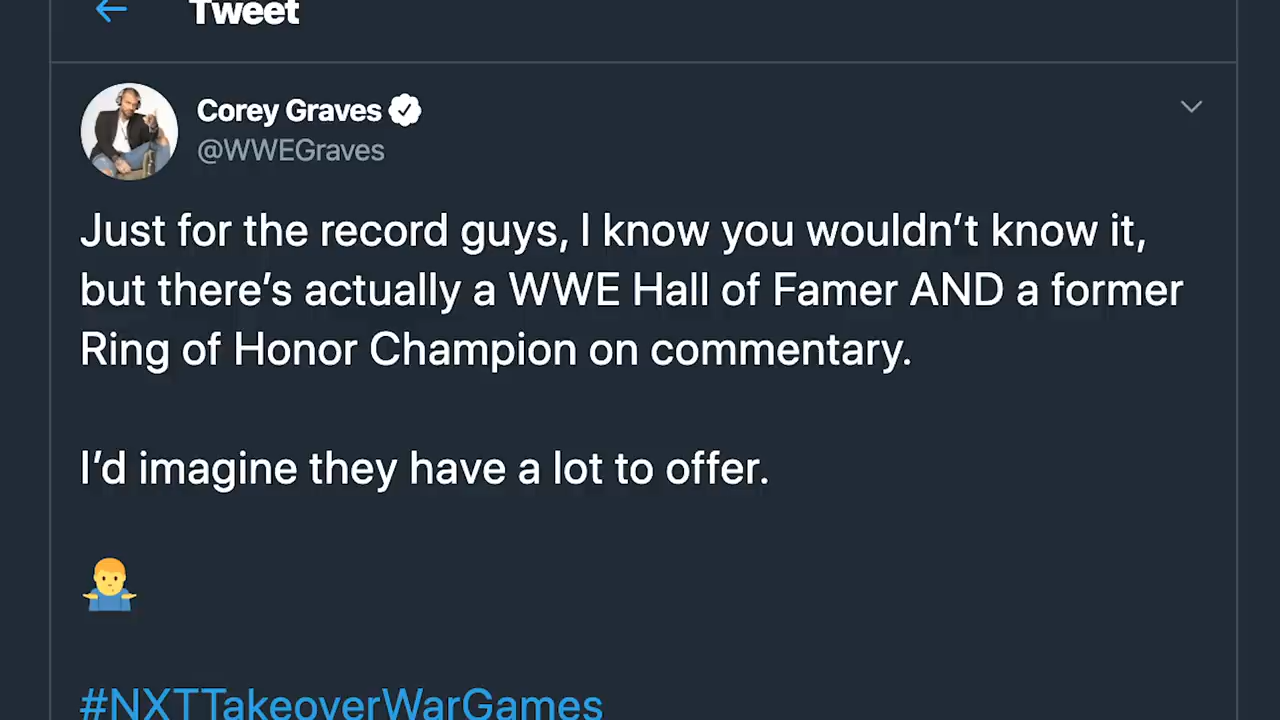 Tweet
Corey Graves
@WWEGraves
Just for the record guys, I know you wouldn’t know it,
but there’s actually a WWE Hall of Famer AND a former
Ring of Honor Champion on commentary.
I’d imagine they have a lot to offer.
#NXTTakeoverWarGames